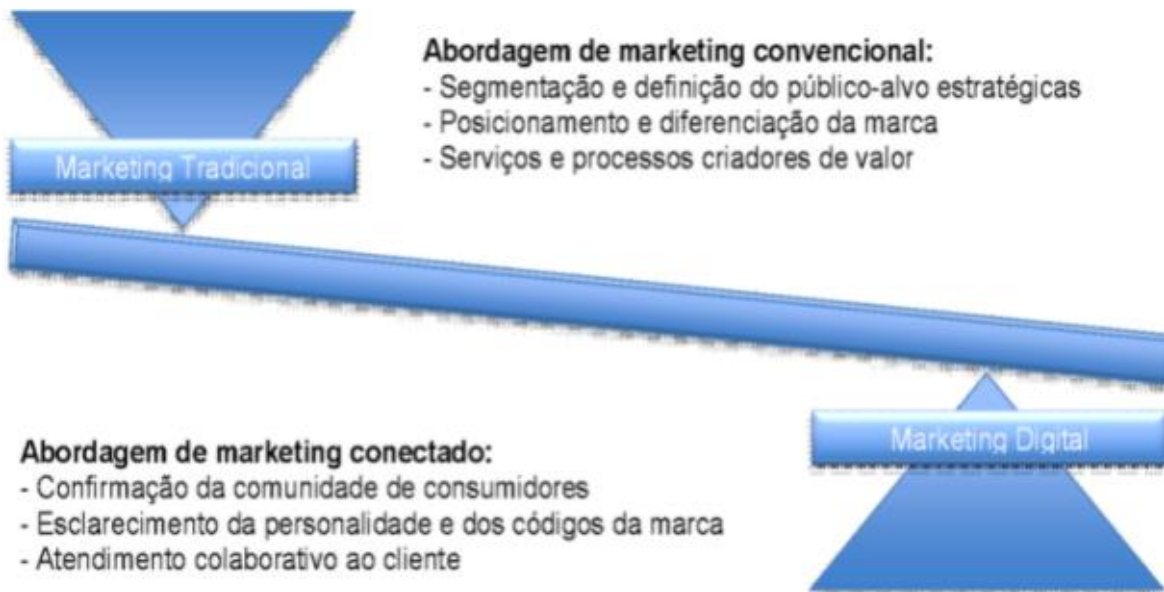 Abordagem de marketing convencional:
- Segmentação e definição do público-alvo estratégicas
- Posicionamento e diferenciação da marca
- Serviços e processos criadores de valor
Marketing Tradicional
Marketing Digital
Abordagem de marketing conectado:
- Confirmação da comunidade de consumidores
- Esclarecimento da personalidade e dos códigos da marca
- Atendimento colaborativo ao cliente